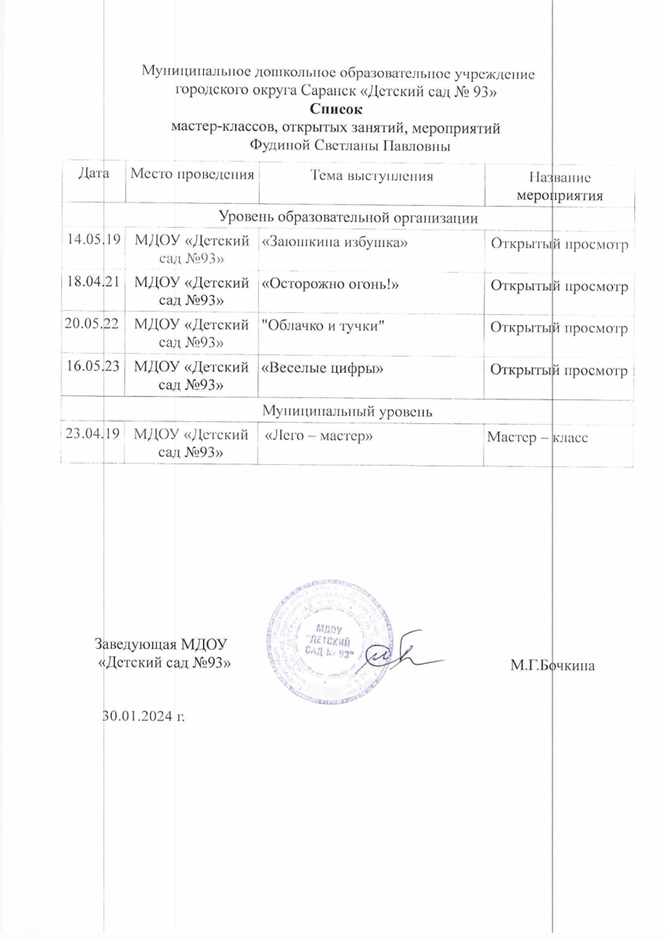 Муниципальное дошкольное образовательное учреждение
городского округа Саранск «Детский сад № 93»
Список
мастер-классов, открытых занятий, мероприятий
Фудиной Светланы Павловны
Дата Место проведения Тема выступления Название
мероприятия
Уровень образовательной организации
14.05.19 МДОУ «Детский «Заюшкина избушка» Открытый просмотр
сад №93»
18.04.21 МДОУ «Детский «Осторожно огонь!» Открытый просмотр
сад №93»
20.05.22 МДОУ «Детский "Облачко и тучки" Открытый просмотр
сад №93»
16.05.23 МДОУ «Детский «Веселые цифры» Открытый просмотр
сад №93»
Муниципальный уровень
23.04.19 МДОУ «Детский «Лего – мастер» Мастер – класс
сад №93»
МДОУ
"ДЕТСКИЙ
САД № 93"
Заведующая МДОУ
«Детский сад №93» М.Г.Бочкина
30.01.2024 г.